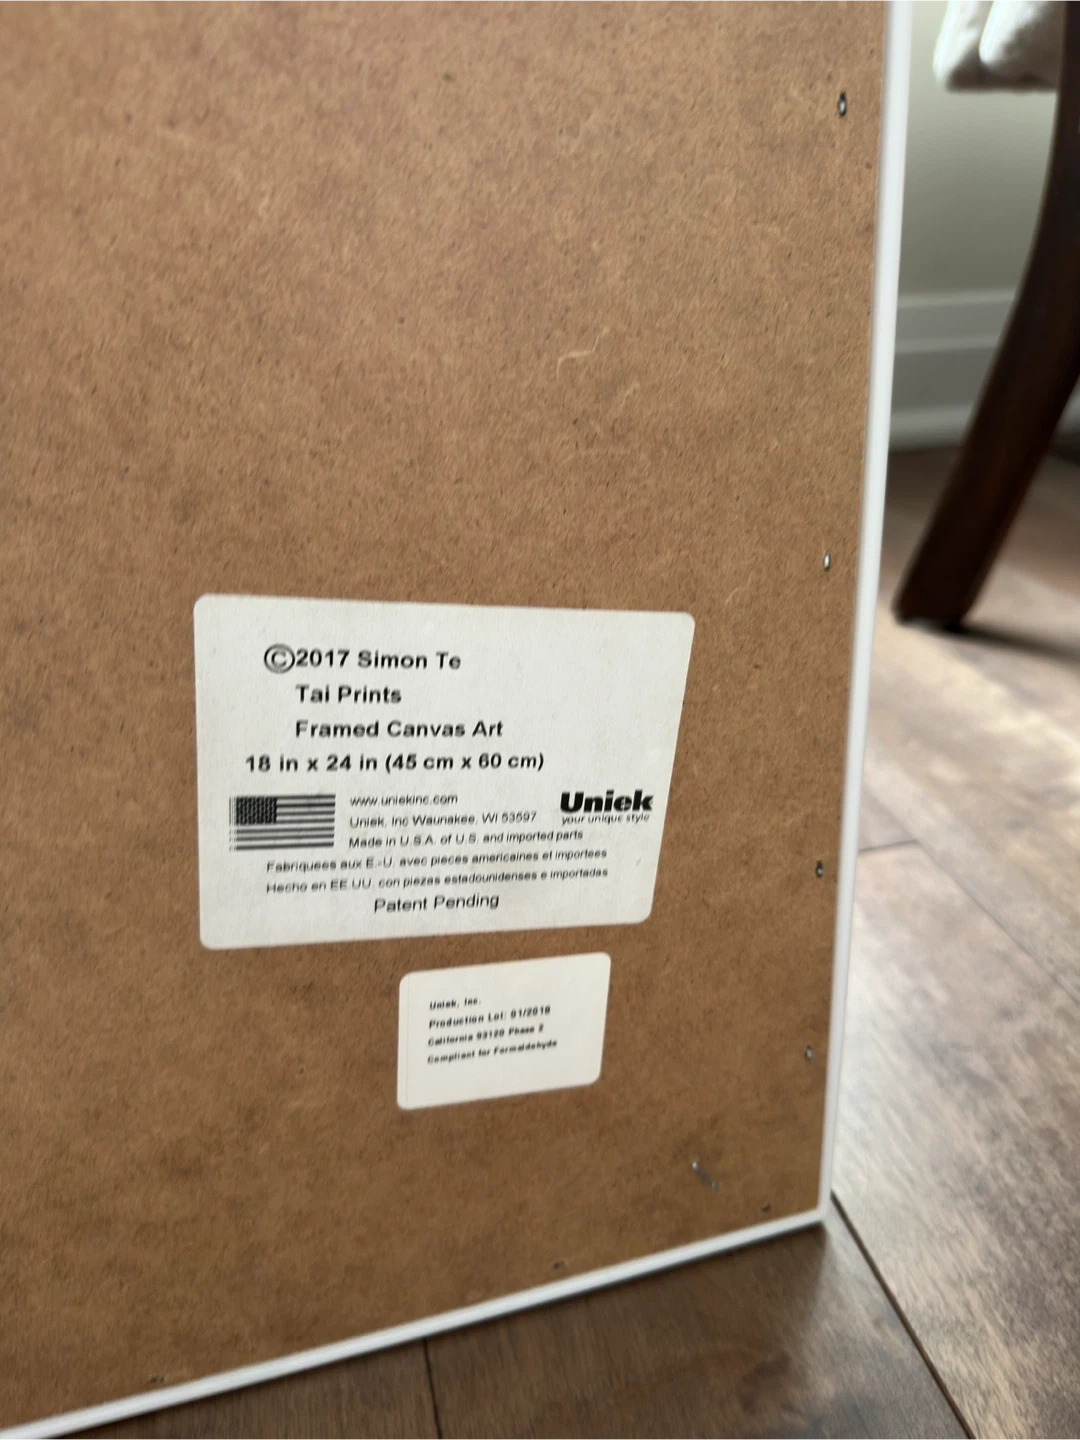 ©2017 Simon Te
Tai Prints
Framed Canvas Art
18 in x 24 in (45 cm x 60 cm)
www.uniekinc.com
Uniek, Inc Waunakee, WI 53597
Uniek
your unique style
Made in U.S.A. of U.S. and imported parts
Fabriquees aux E.-U. avec pieces americaines et importees
Hecho en EE.UU. con piezas estadounidenses e importadas
Patent Pending
Uniek, Inc.
Production Lot: 01/2018
California 93120 Phase 2
Compliant for Formaldehyde